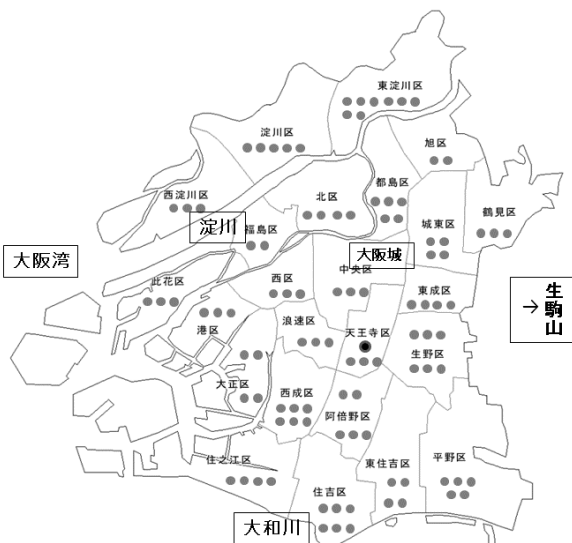 東淀川区
淀川区
旭区
都島区
西淀川区
北区
鶴見区
城東区
淀川
福島区
大阪城
中央区
大阪湾
此花区
西区
東成区
→生駒山
港区
浪速区
天王寺区
生野区
大正区
西成区
阿倍野区
住之江区
東住吉区
平野区
住吉区
大和川